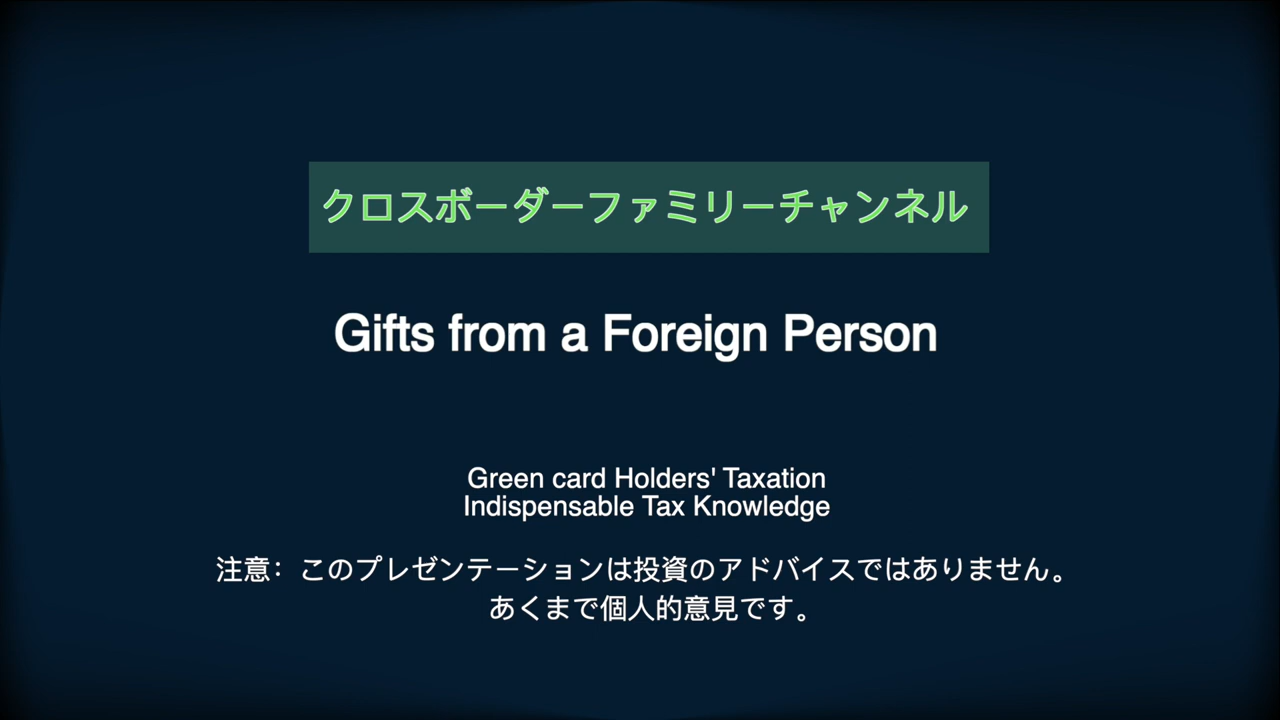 クロスボーダーファミリーチャンネル
Gifts from a Foreign Person
Green card Holders' Taxation
Indispensable Tax Knowledge
注意：このプレゼンテーションは投資のアドバイスではありません。
あくまで個人的意見です。